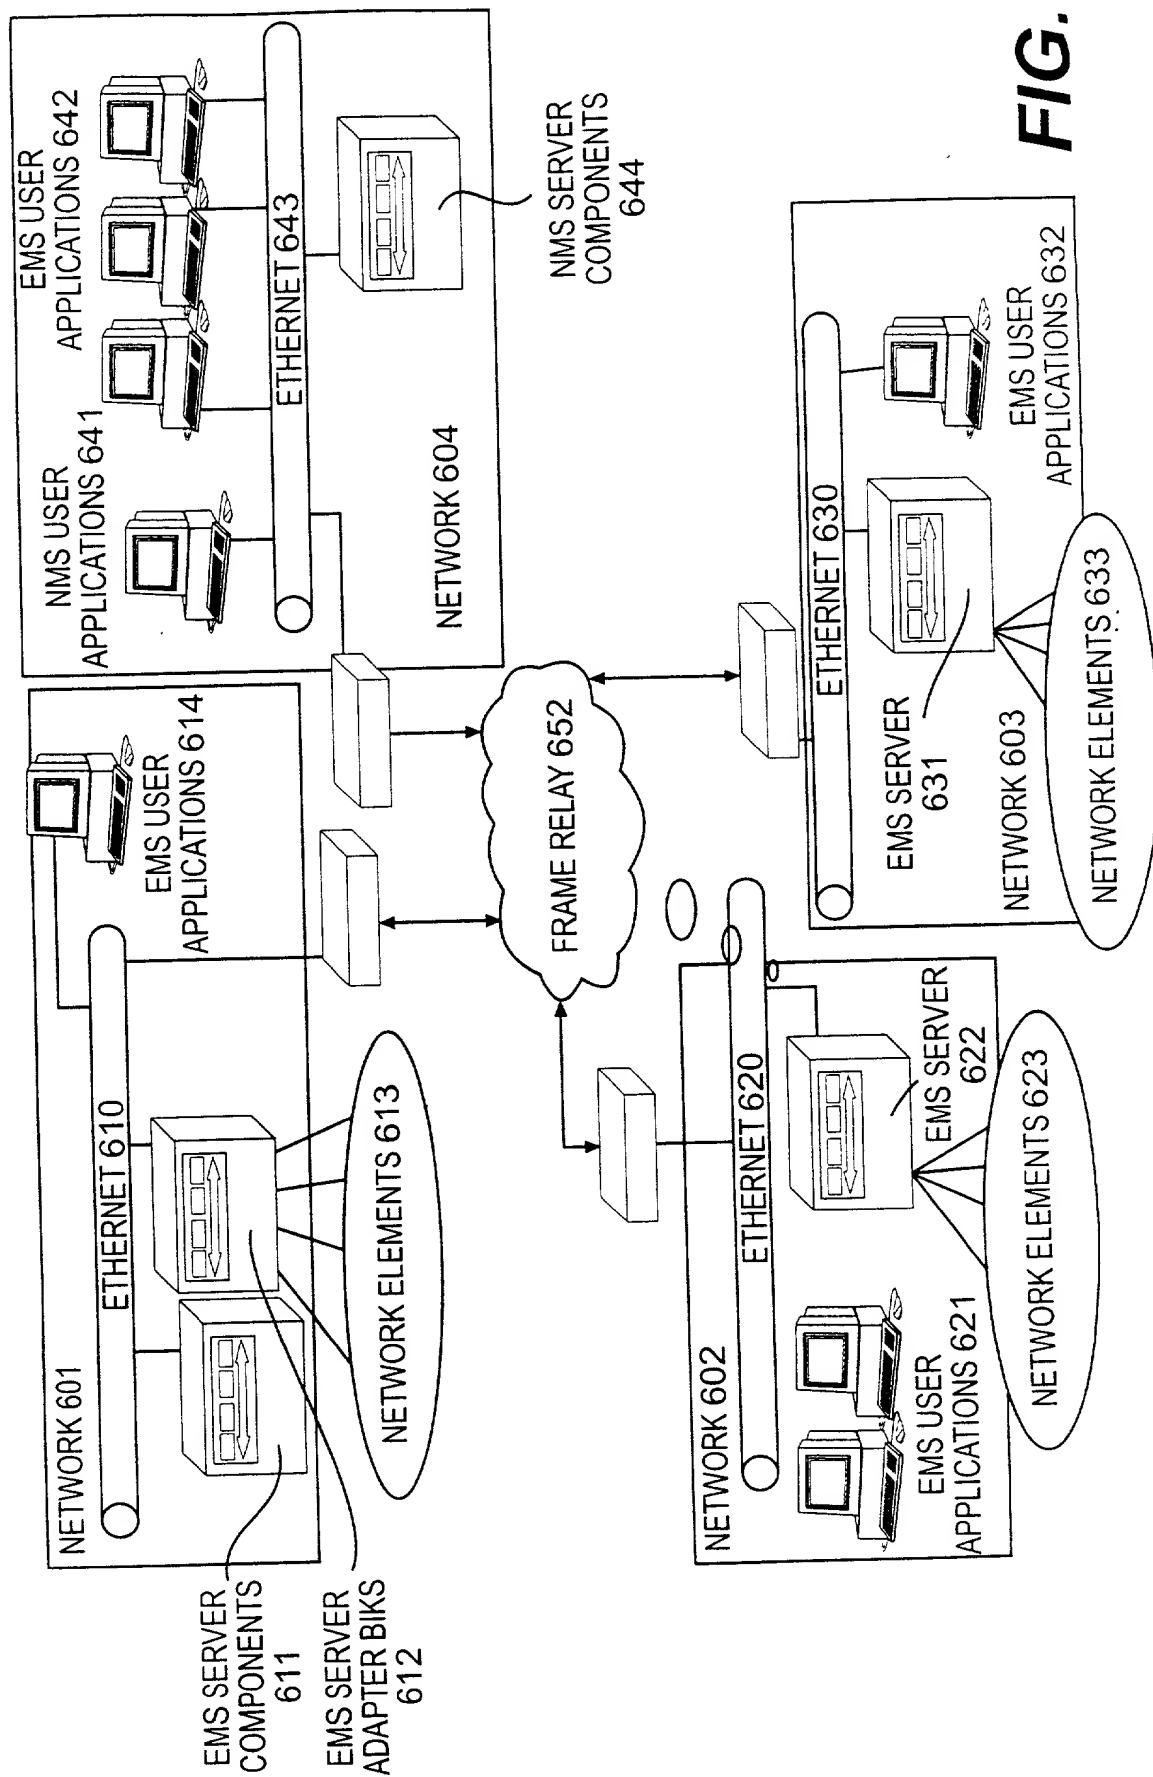 NETWORK 601
ETHERNET 610
EMS USER
APPLICATIONS 614
EMS SERVER
COMPONENTS
611
EMS SERVER
ADAPTER BIKS
612
NETWORK ELEMENTS 613
NMS USER
APPLICATIONS 641
EMS USER
APPLICATIONS 642
ETHERNET 643
NETWORK 604
NMS SERVER
COMPONENTS
644
FRAME RELAY 652
NETWORK 602
ETHERNET 620
EMS USER
APPLICATIONS 621
EMS SERVER
622
NETWORK ELEMENTS 623
ETHERNET 630
EMS SERVER
631
NETWORK 603
EMS USER
APPLICATIONS 632
NETWORK ELEMENTS 633
FIG.